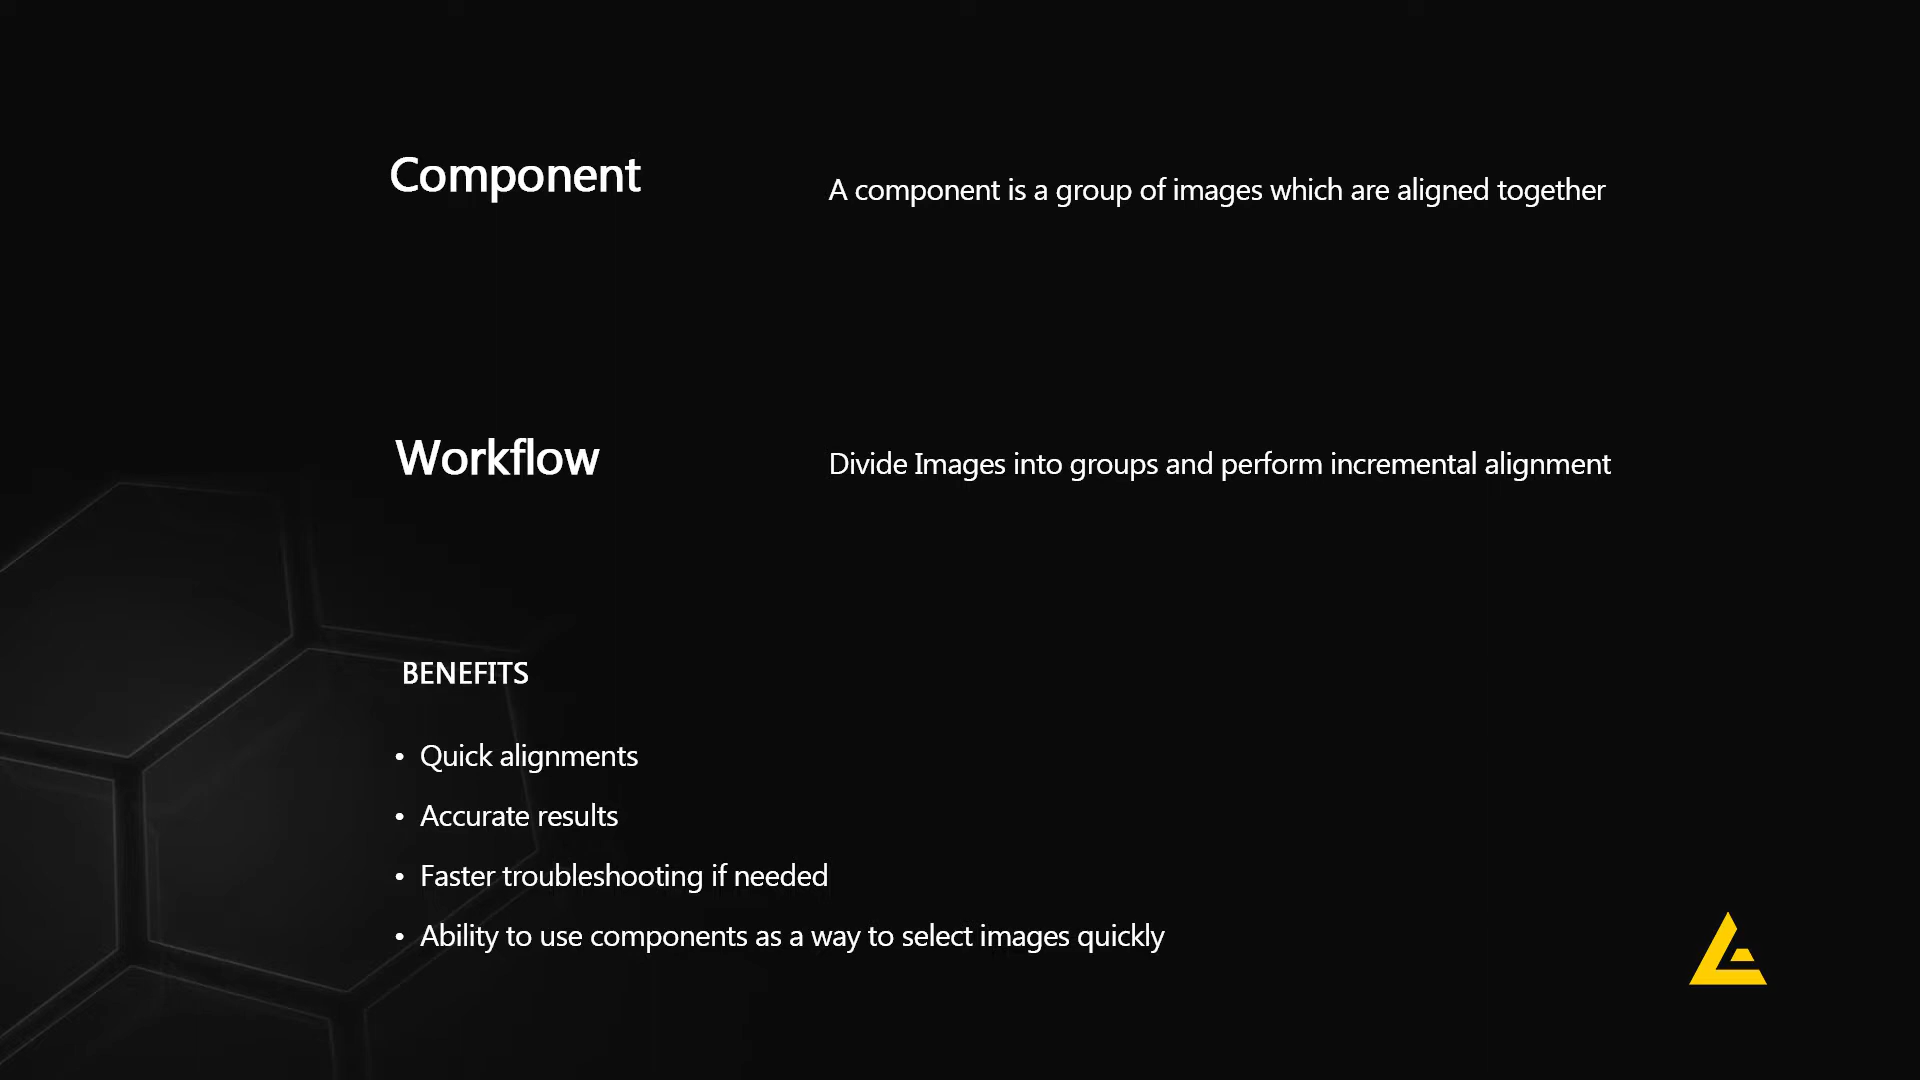 Component
A component is a group of images which are aligned together
Workflow
Divide Images into groups and perform incremental alignment
BENEFITS
• Quick alignments
• Accurate results
• Faster troubleshooting if needed
• Ability to use components as a way to select images quickly